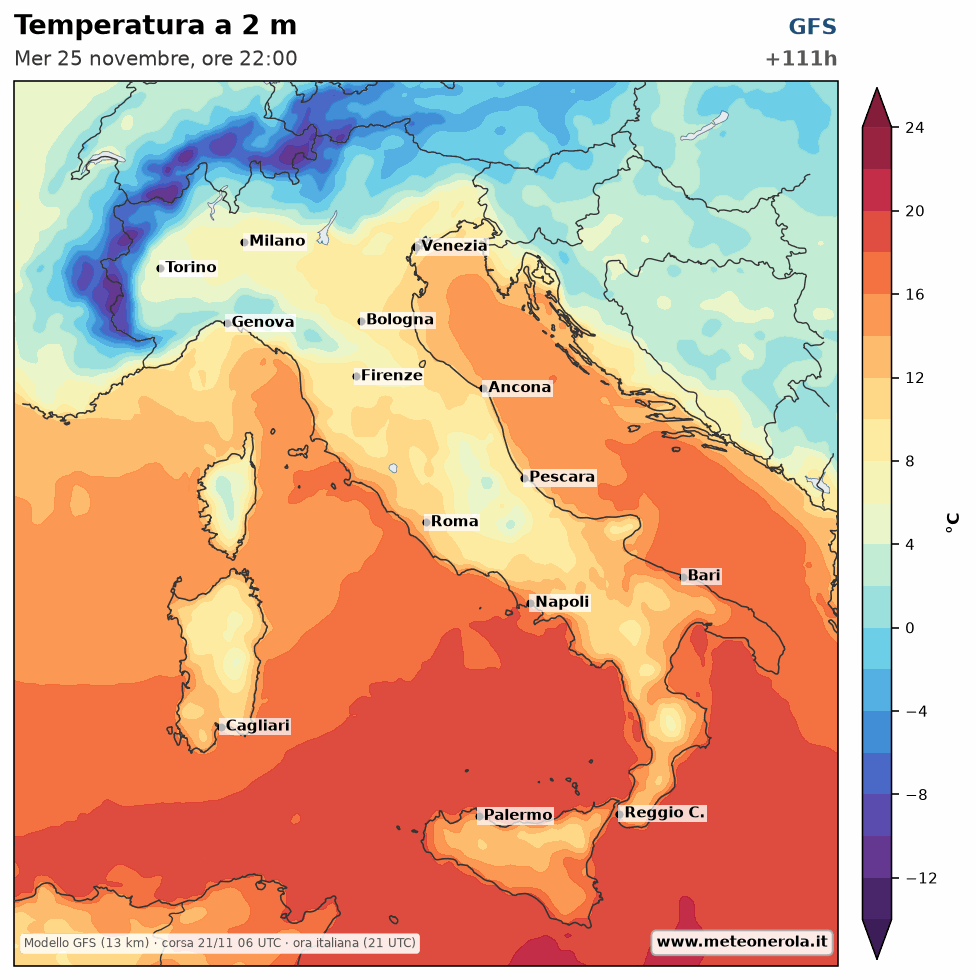 Temperatura a 2 m
GFS
Mer 25 novembre, ore 22:00
+111h
24
20
16
12
8
4
0
−4
−8
−12
°C
Milano
Venezia
Torino
Genova
Bologna
Firenze
Ancona
Pescara
Roma
Bari
Napoli
Cagliari
Palermo
Reggio C.
Modello GFS (13 km) · corsa 21/11 06 UTC · ora italiana (21 UTC)
www.meteonerola.it